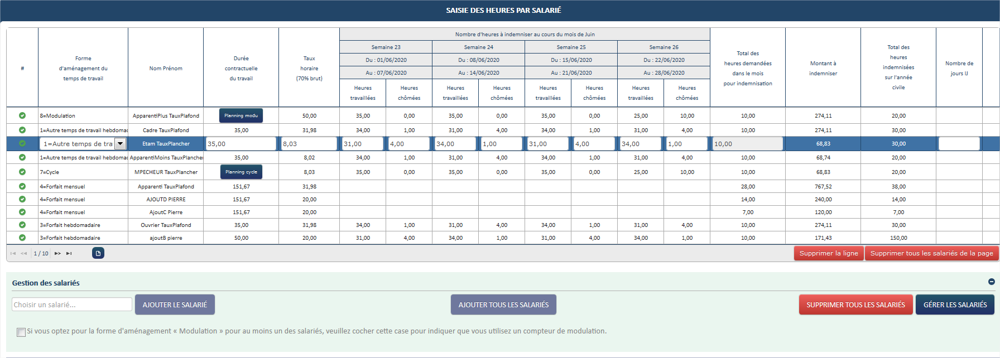 SAISIE DES HEURES PAR SALARIÉ
Nombre d'heures à indemniser au cours du mois de Juin
Semaine 23 Semaine 24 Semaine 25 Semaine 26
Du : 01/06/2020 Du : 08/06/2020 Du : 15/06/2020 Du : 22/06/2020
Au : 07/06/2020 Au : 14/06/2020 Au : 21/06/2020 Au : 28/06/2020
#
Forme
d'aménagement du
temps de travail
Nom Prénom
Durée
contractuelle
du travail
Taux
horaire
(70% brut)
Heures
travaillées
Heures
chômées
Heures
travaillées
Heures
chômées
Heures
travaillées
Heures
chômées
Heures
travaillées
Heures
chômées
Total des
heures demandées
dans le mois
pour indemnisation
Montant à
indemniser
Total des
heures
indemnisées
sur l'année
civile
Nombre de
jours IJ
8=Modulation ApparentiPlus TauxPlafond Planning modu 50,00 35,00 0,00 35,00 0,00 35,00 0,00 25,00 10,00 10,00 274,11 20,00
1=Autre temps de travail hebdomad Cadre TauxPlafond 35,00 31,98 34,00 1,00 31,00 4,00 34,00 1,00 31,00 4,00 10,00 274,11 30,00
1=Autre temps de tra Etam TauxPlancher 35,00 8,03 31,00 4,00 34,00 1,00 31,00 4,00 34,00 1,00 10,00 68,83 30,00
1=Autre temps de travail hebdomad ApparentiMoins TauxPlancher 35,00 8,02 34,00 1,00 31,00 4,00 34,00 1,00 31,00 4,00 10,00 68,74 20,00
7=Cycle MPECHEUR TauxPlancher Planning cycle 8,03 35,00 0,00 35,00 0,00 35,00 0,00 25,00 10,00 10,00 68,83 20,00
4=Forfait mensuel Apparenti TauxPlafond 151,67 31,98 28,00 767,52 38,00
4=Forfait mensuel AJOUTD PIERRE 151,67 20,00 14,00 240,00 14,00
4=Forfait mensuel AjoutC Pierre 151,67 20,00 7,00 120,00 7,00
3=Forfait hebdomadaire Ouvrier TauxPlafond 35,00 31,98 34,00 1,00 31,00 4,00 34,00 1,00 31,00 4,00 10,00 274,11 30,00
3=Forfait hebdomadaire ajoutB pierre 50,00 20,00 31,00 4,00 34,00 1,00 31,00 4,00 34,00 1,00 10,00 171,43 150,00
1 / 10 Supprimer la ligne Supprimer tous les salariés de la page
Gestion des salariés
Choisir un salarié... AJOUTER LE SALARIÉ AJOUTER TOUS LES SALARIÉS SUPPRIMER TOUS LES SALARIÉS GÉRER LES SALARIÉS
Si vous optez pour la forme d'aménagement « Modulation » pour au moins un des salariés, veuillez cocher cette case pour indiquer que vous utilisez un compteur de modulation.